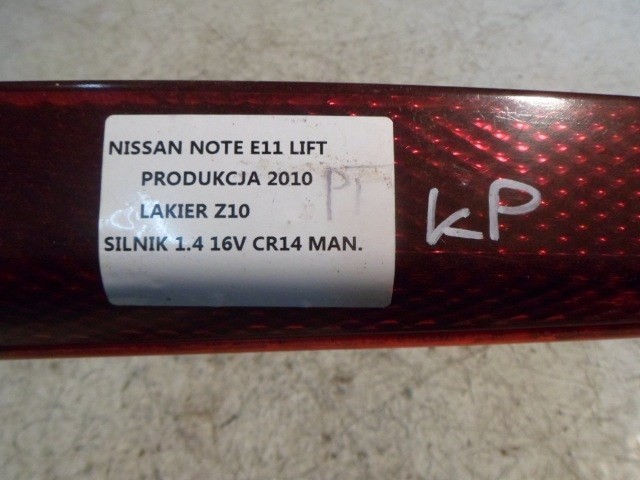 NISSAN NOTE E11 LIFT
PRODUKCJA 2010
LAKIER Z10
SILNIK 1.4 16V CR14 MAN.
KP